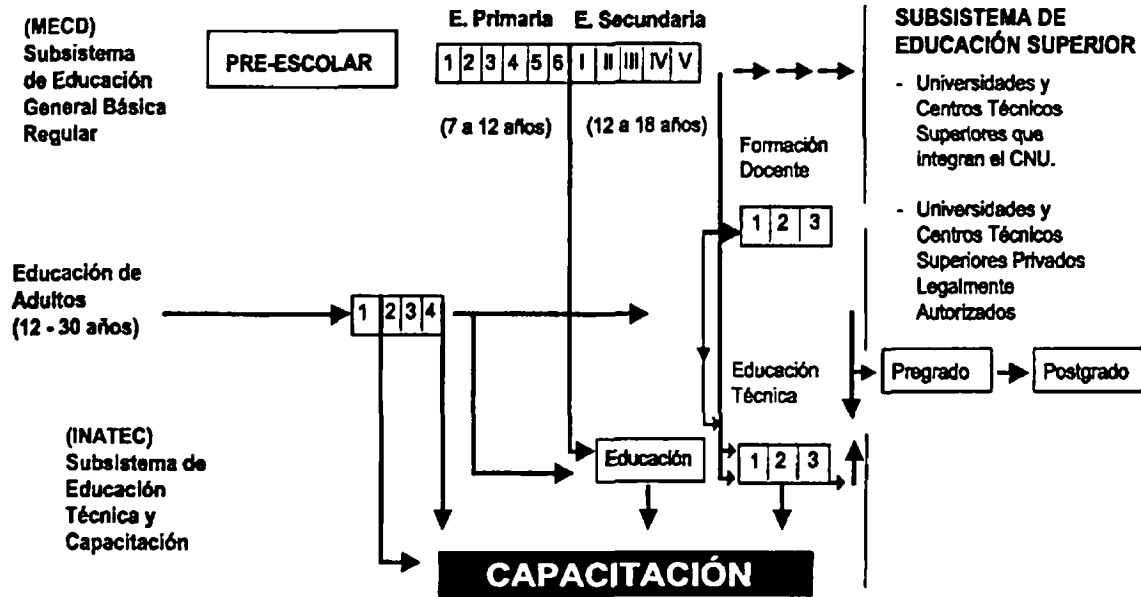 (MECD)
Subsistema
de Educación
General Básica
Regular
PRE-ESCOLAR
E. Primaria
E. Secundaria
1 2 3 4 5 6 I II III IV V
(7 a 12 años)
(12 a 18 años)
Formación
Docente
1 2 3
Educación de
Adultos
(12 - 30 años)
1 2 3 4
Educación
Técnica
1 2 3
(INATEC)
Subsistema de
Educación
Técnica y
Capacitación
Educación
CAPACITACIÓN
SUBSISTEMA DE
EDUCACIÓN SUPERIOR
- Universidades y
Centros Técnicos
Superiores que
integran el CNU.
- Universidades y
Centros Técnicos
Superiores Privados
Legalmente
Autorizados
Pregrado
Postgrado